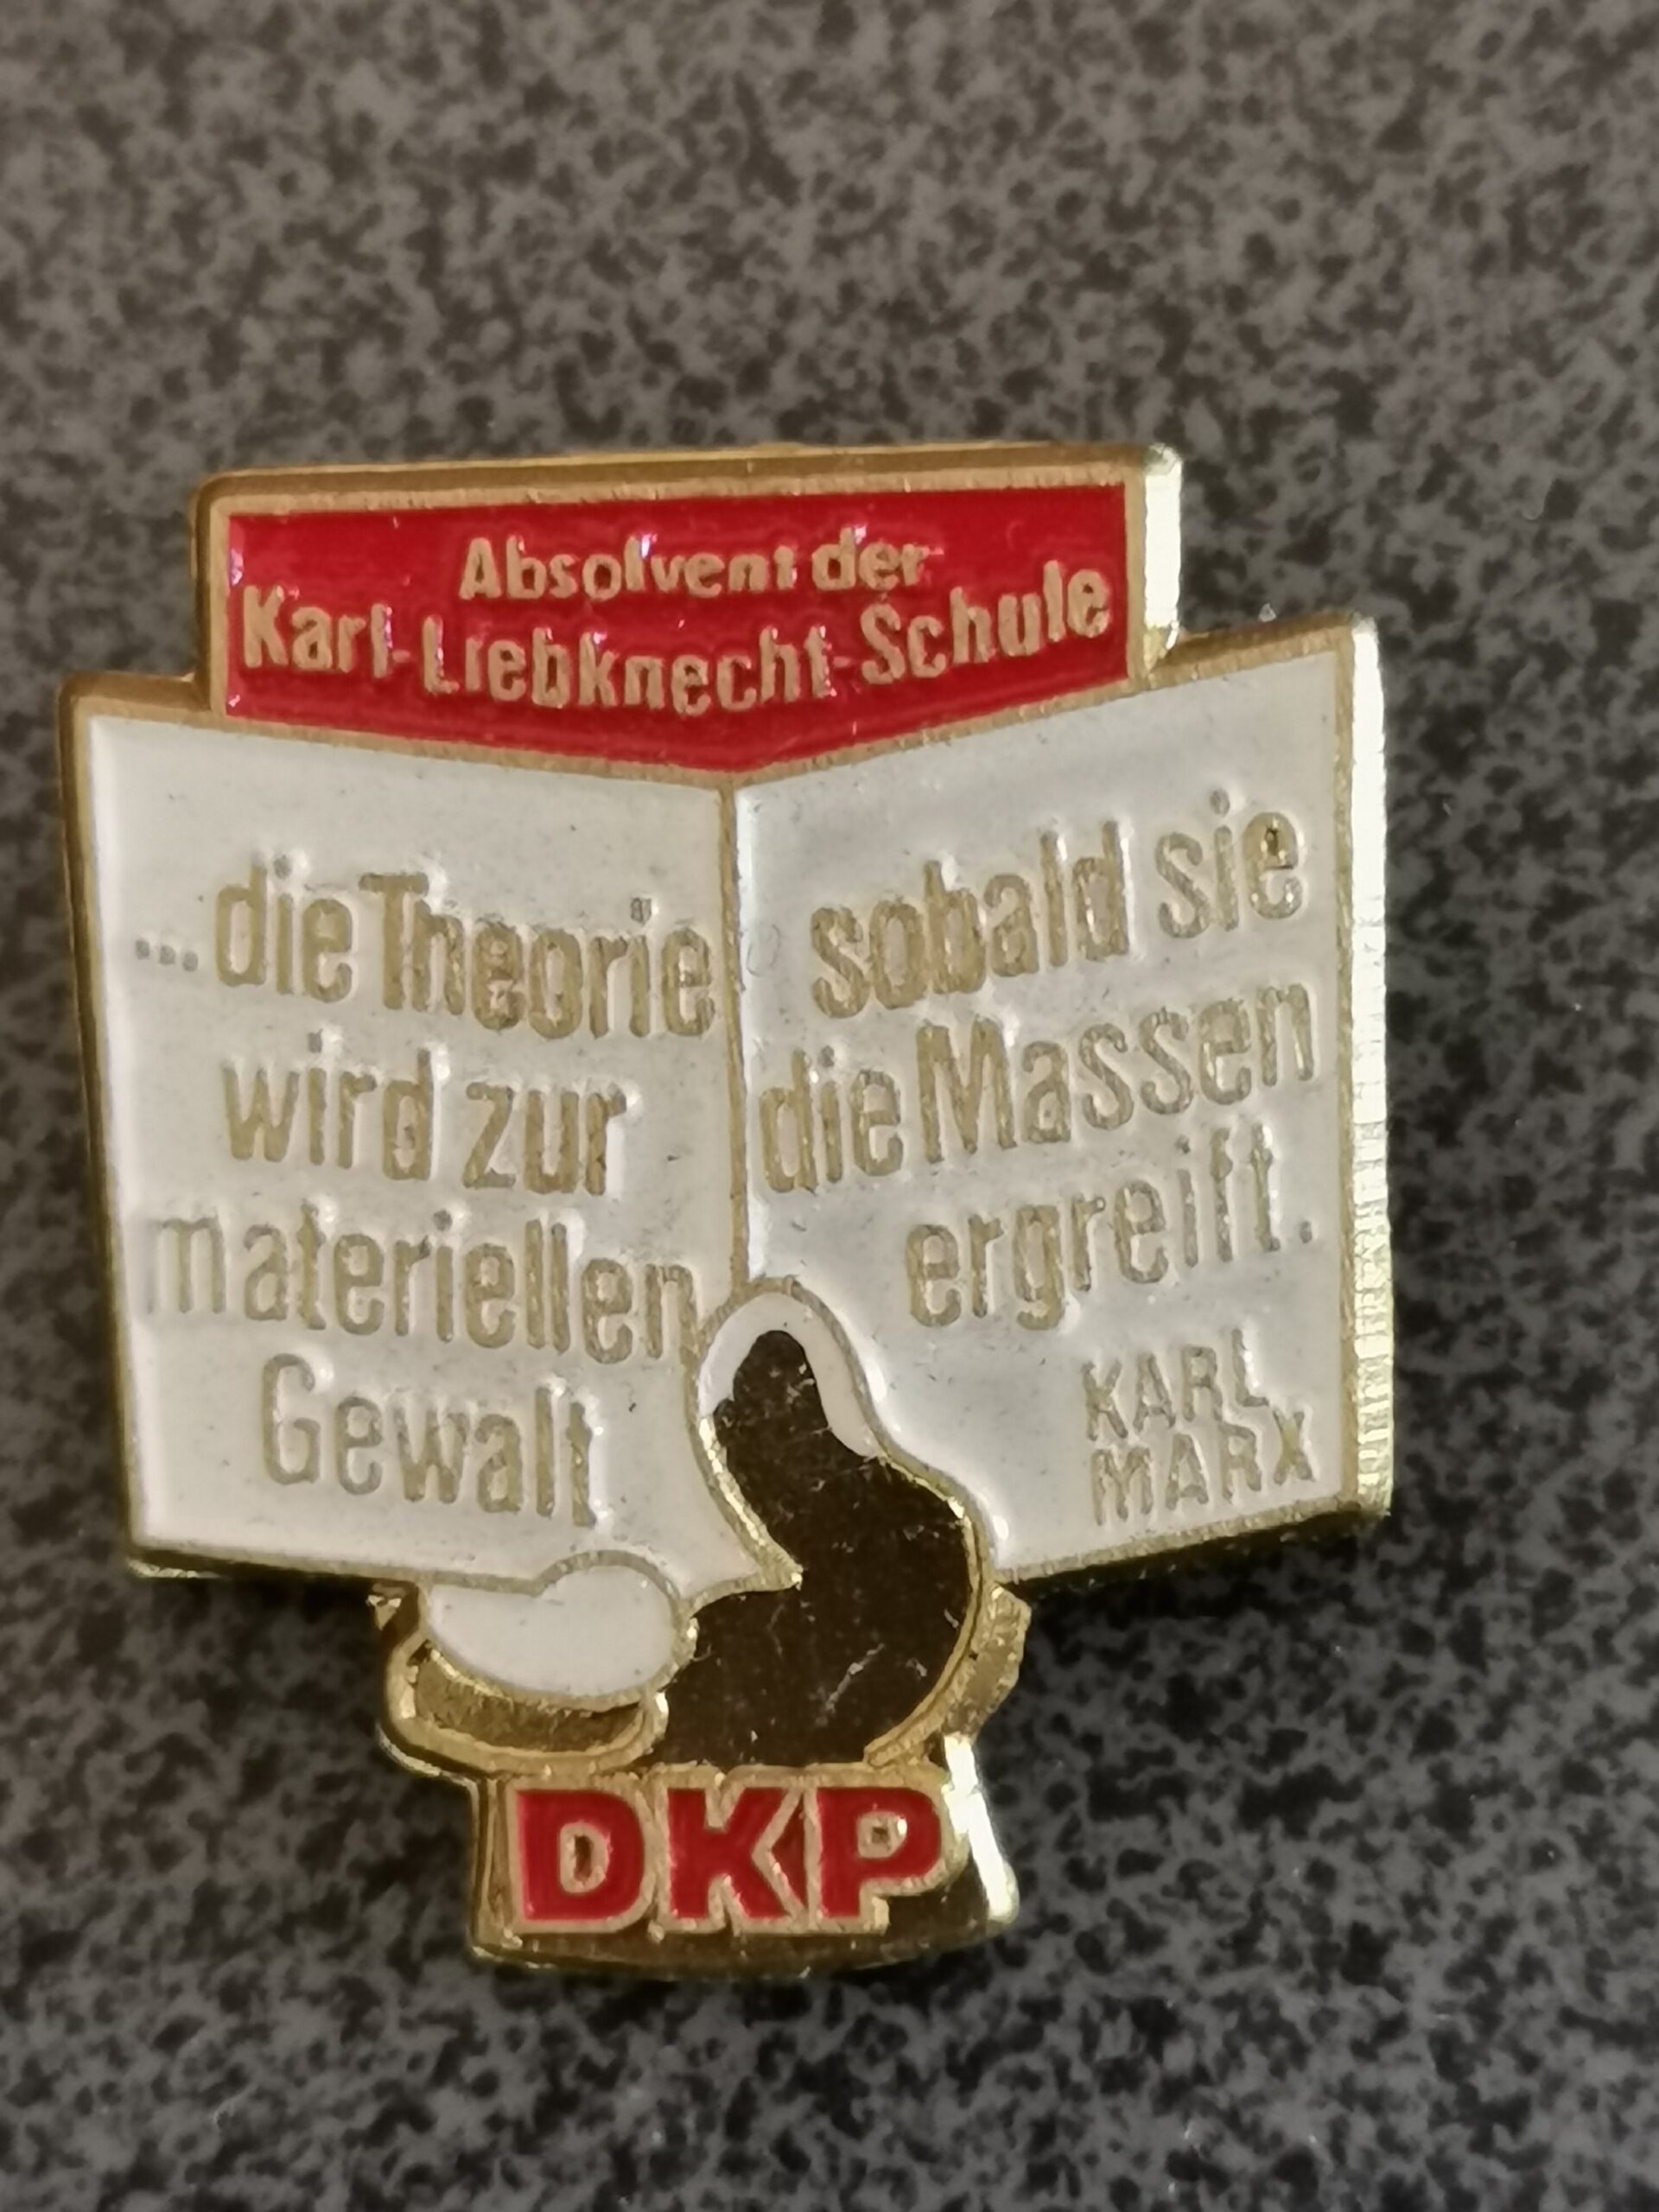 Absolvent der
Karl-Liebknecht-Schule
...die Theorie
wird zur
materiellen
Gewalt
sobald sie
die Massen
ergreift.
KARL
MARX
DKP